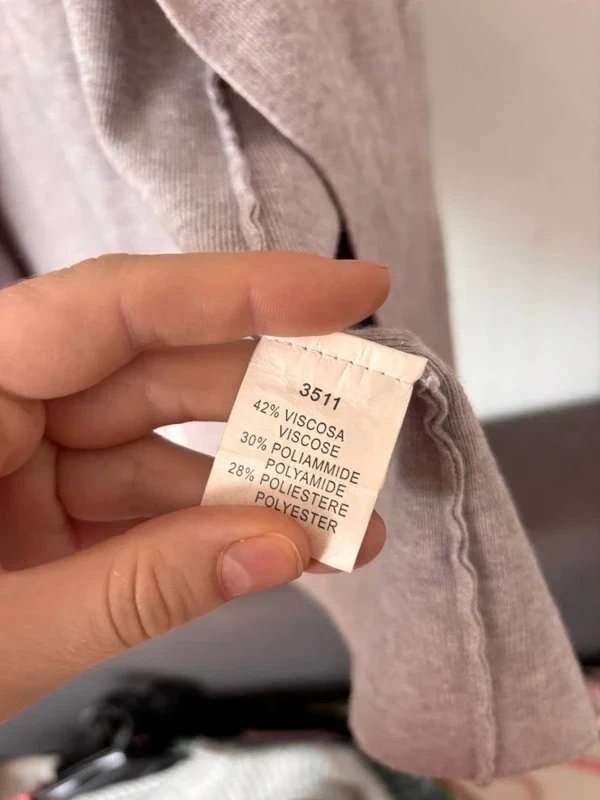 3511
42% VISCOSA
VISCOSE
30% POLIAMMIDE
POLYAMIDE
28% POLIESTERE
POLYESTER